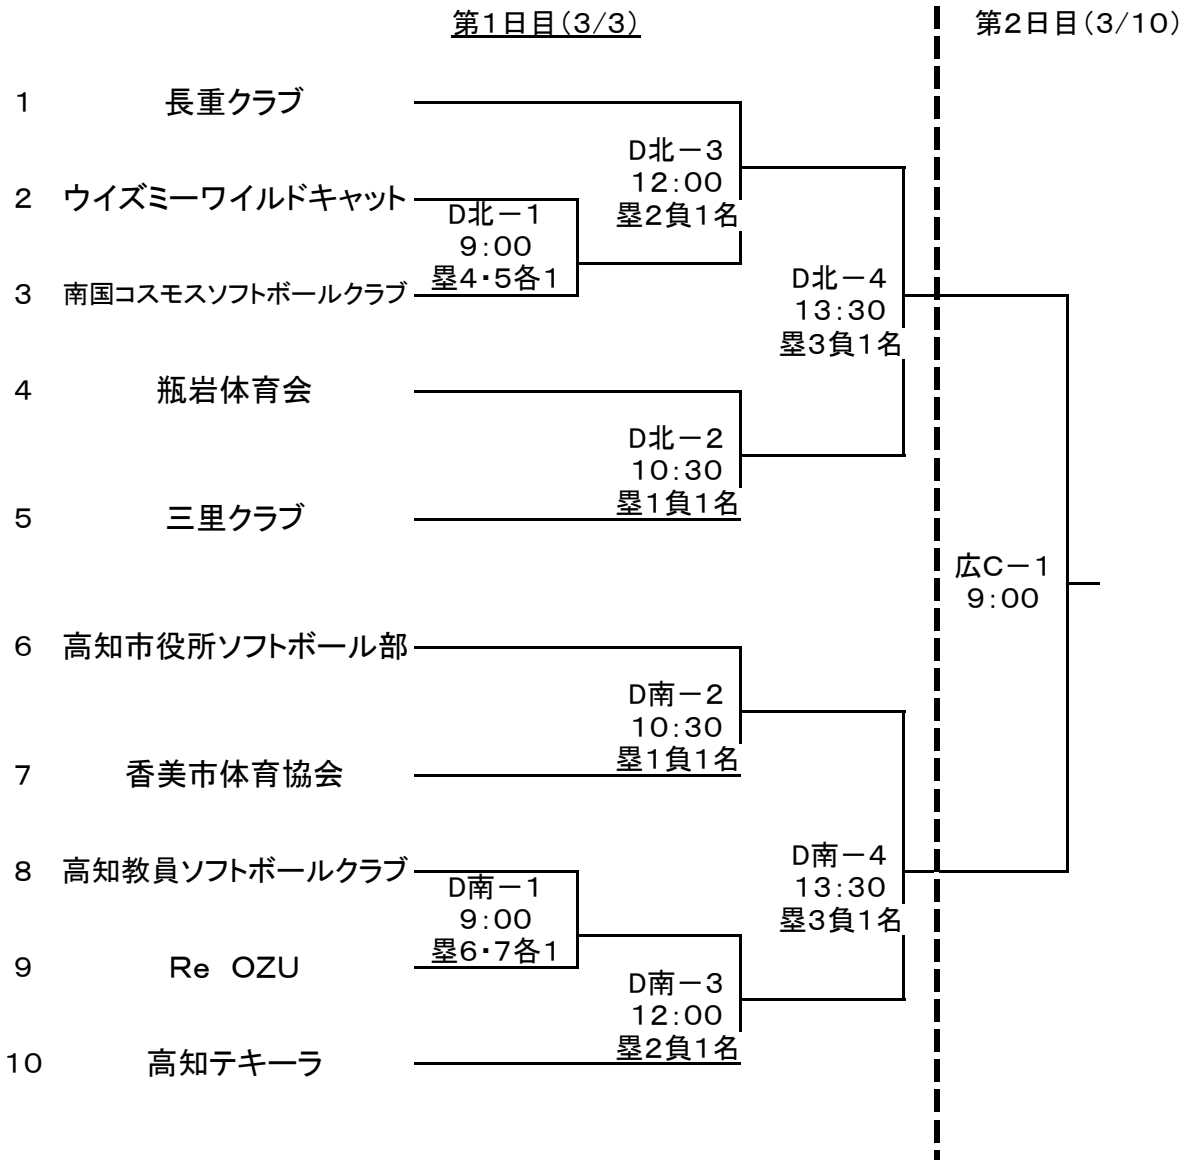 第1日目(3/3)
第2日目(3/10)
1 長重クラブ
D北－3
12:00
塁2負1名
2 ウイズミーワイルドキャット
D北－1
9:00
塁4・5各1
3 南国コスモスソフトボールクラブ
D北－4
13:30
塁3負1名
4 瓶岩体育会
D北－2
10:30
塁1負1名
5 三里クラブ
広C－1
9:00
6 高知市役所ソフトボール部
D南－2
10:30
塁1負1名
7 香美市体育協会
8 高知教員ソフトボールクラブ
D南－1
9:00
塁6・7各1
D南－4
13:30
塁3負1名
9 Re OZU
D南－3
12:00
塁2負1名
10 高知テキーラ